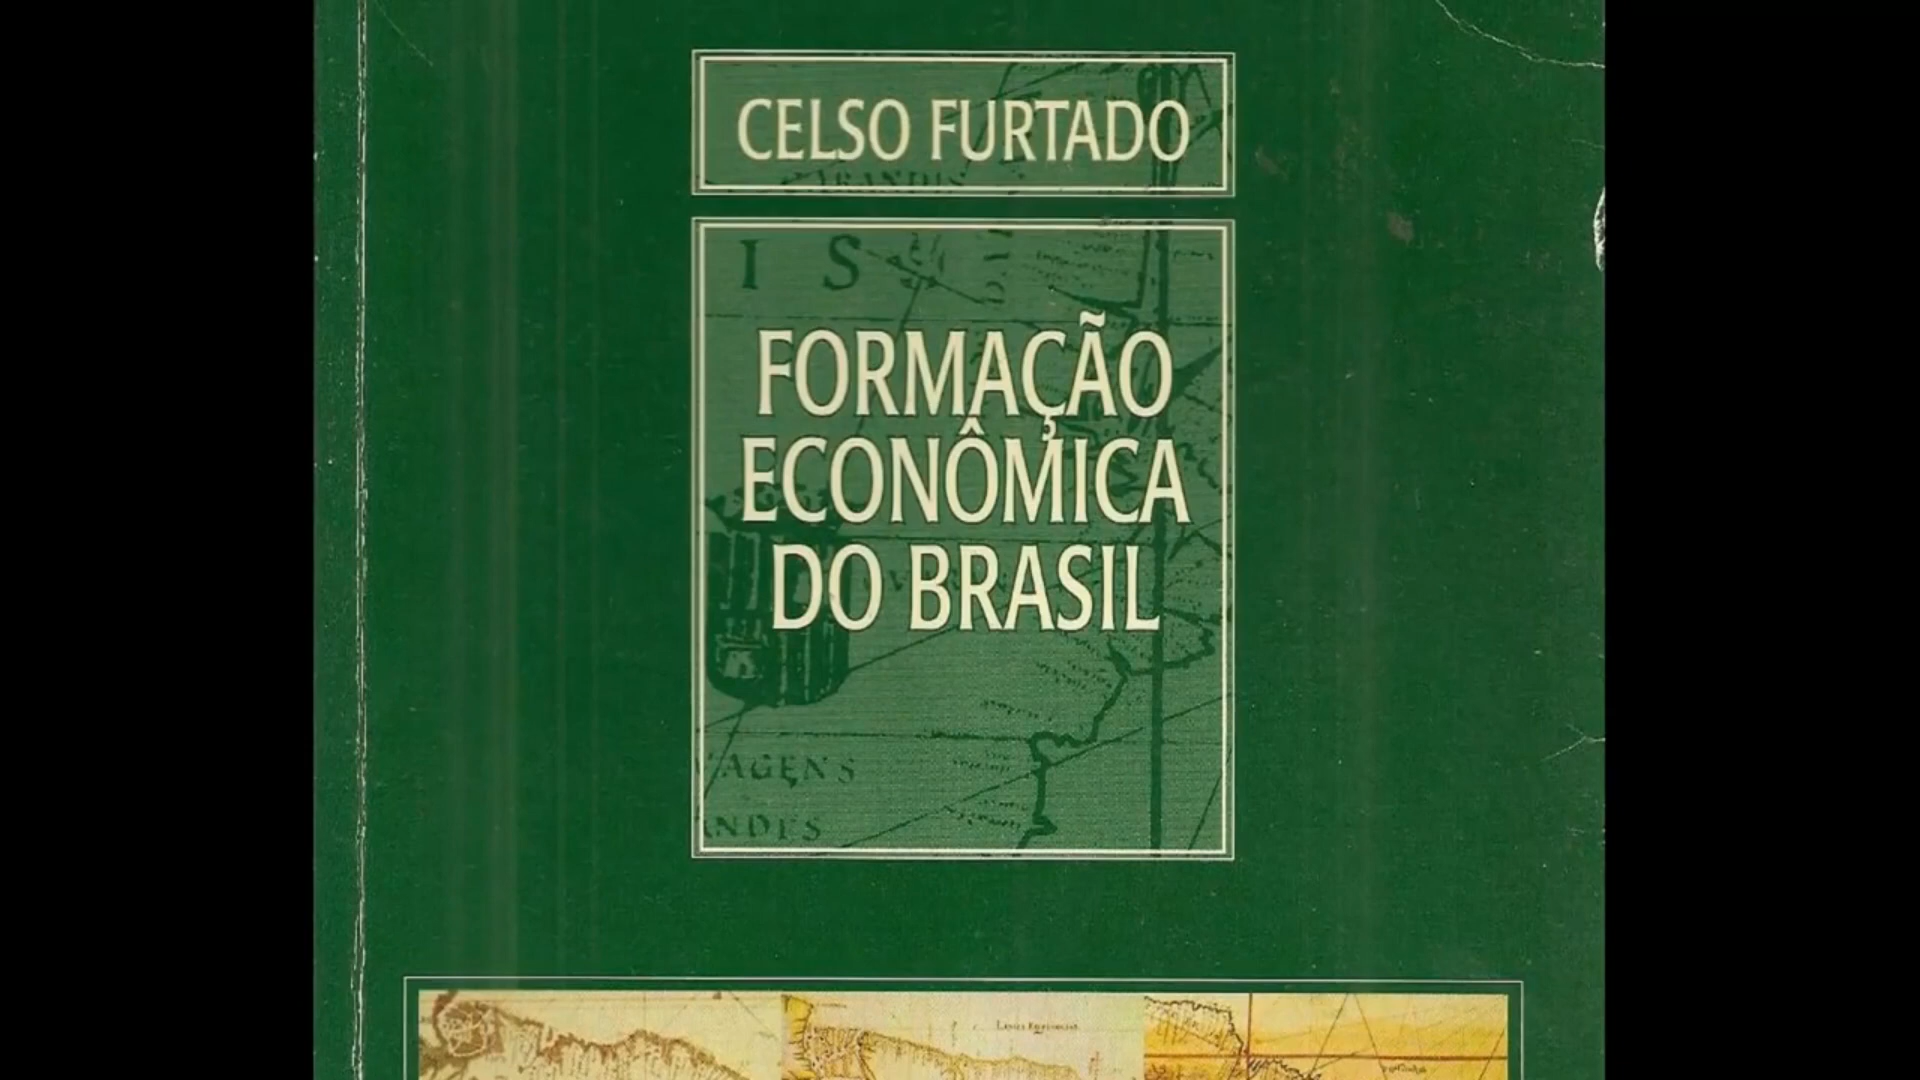 CELSO FURTADO
I S
FORMAÇÃO
ECONÔMICA
DO BRASIL